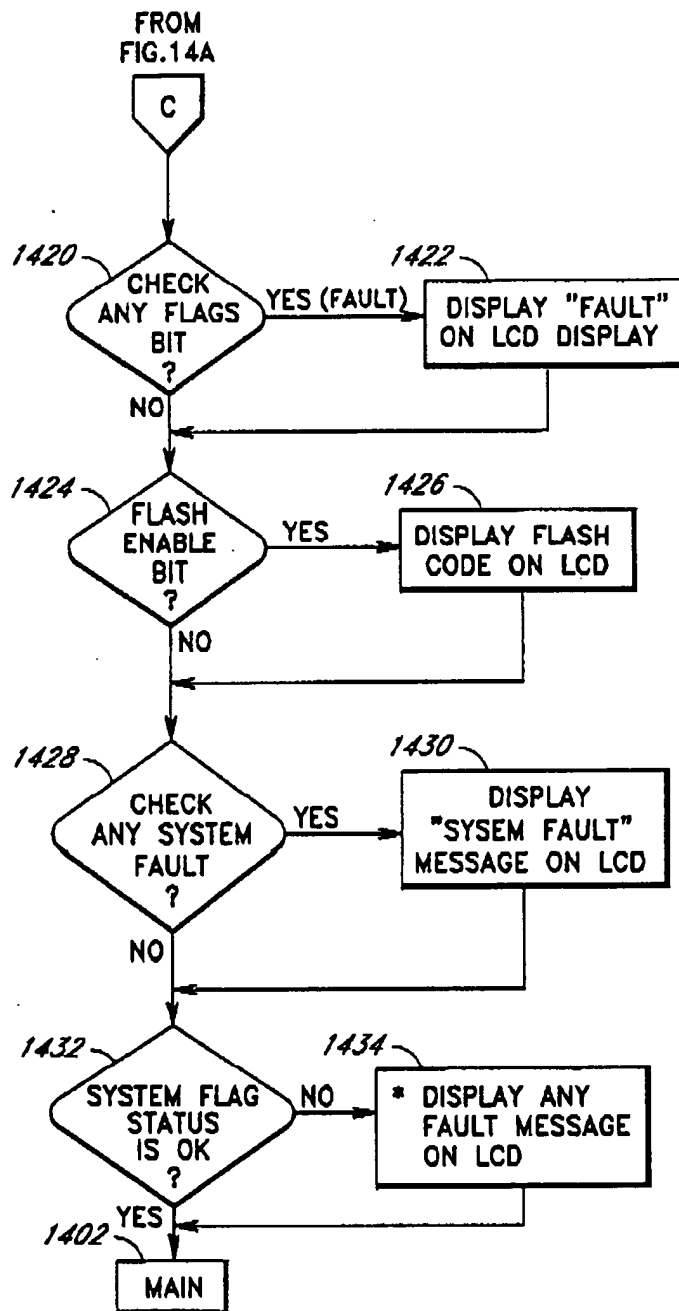 FROM
FIG.14A
C
1420
CHECK
ANY FLAGS
BIT
?
YES (FAULT)
NO
1422
DISPLAY "FAULT"
ON LCD DISPLAY
1424
FLASH
ENABLE
BIT
?
YES
NO
1426
DISPLAY FLASH
CODE ON LCD
1428
CHECK
ANY SYSTEM
FAULT
?
YES
NO
1430
DISPLAY
"SYSEM FAULT"
MESSAGE ON LCD
1432
SYSTEM FLAG
STATUS
IS OK
?
NO
YES
1434
* DISPLAY ANY
FAULT MESSAGE
ON LCD
1402
MAIN